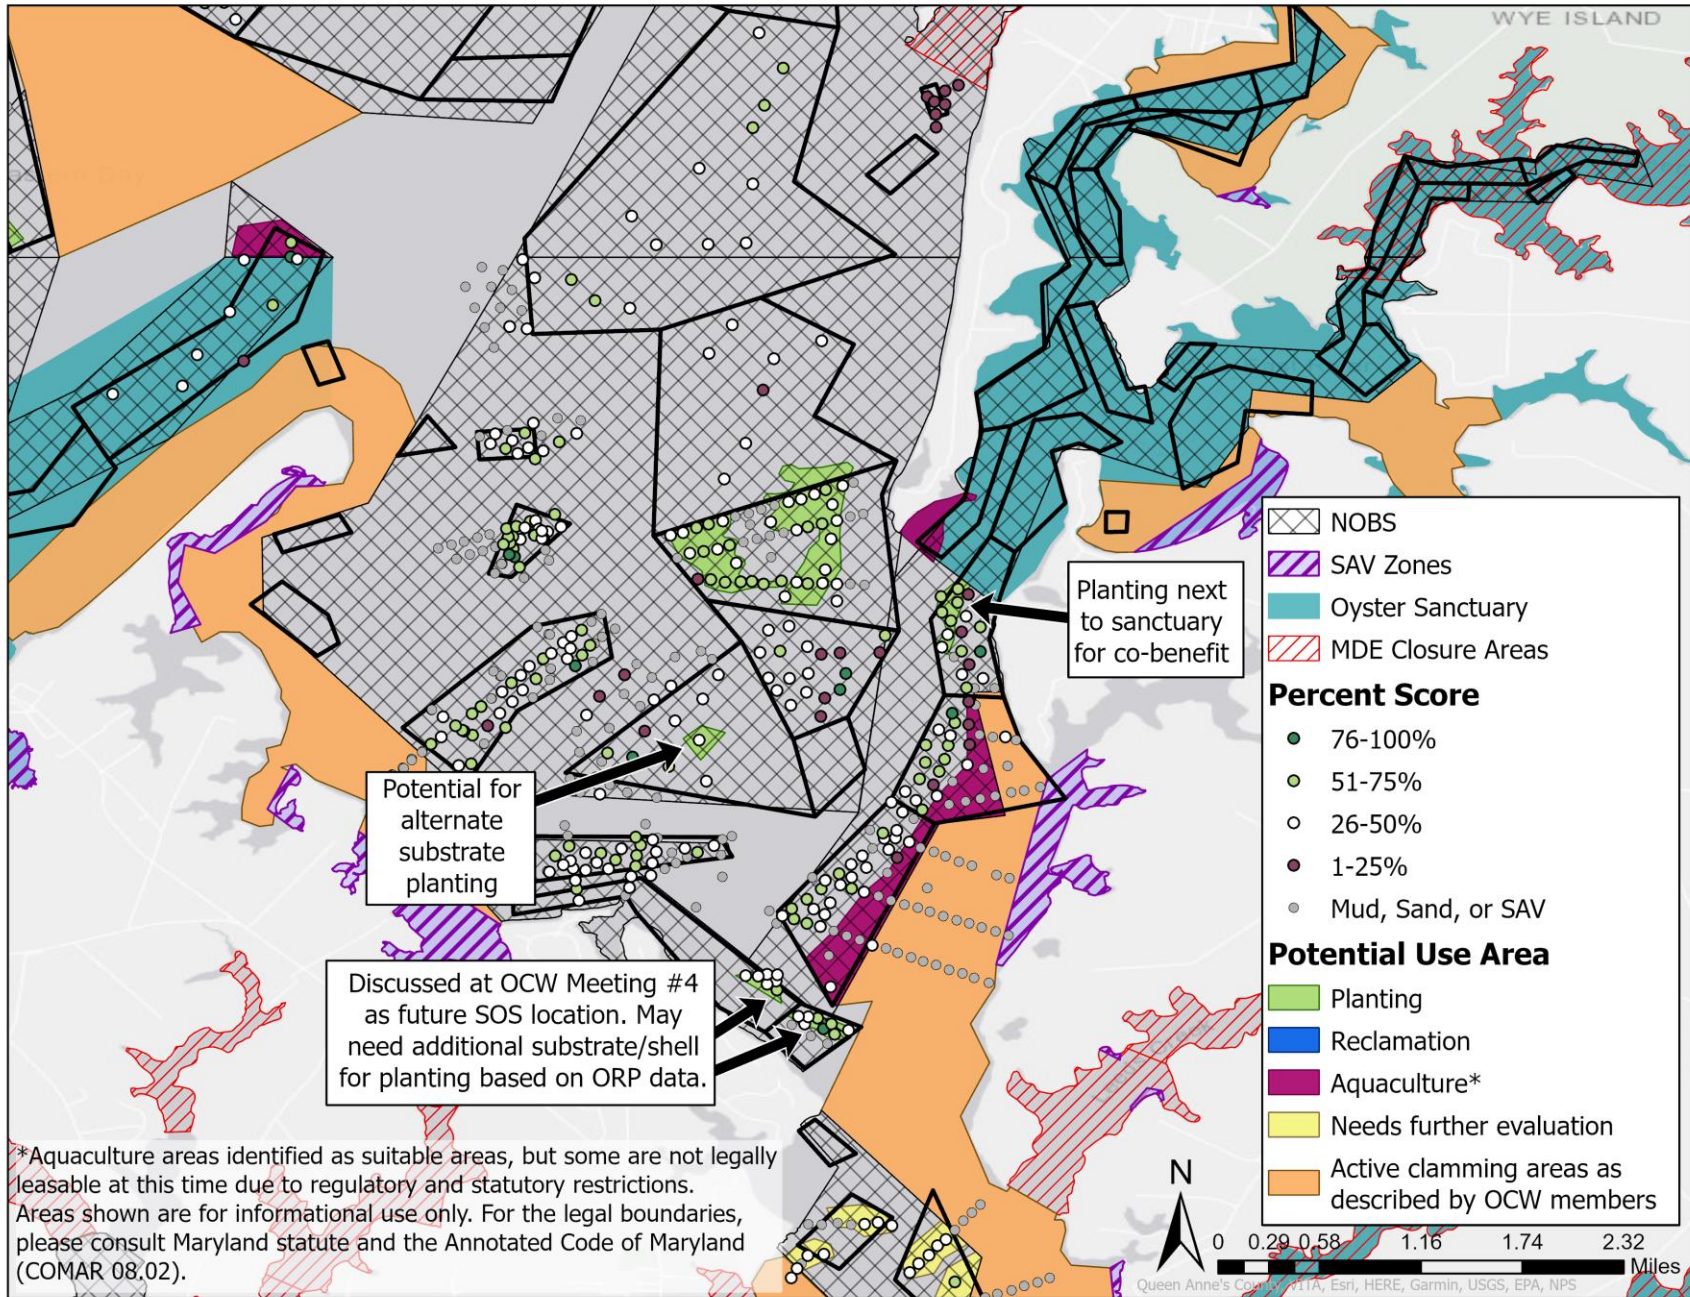 WYE ISLAND
Planting next
to sanctuary
for co-benefit
Potential for
alternate
substrate
planting
Discussed at OCW Meeting #4
as future SOS location. May
need additional substrate/shell
for planting based on ORP data.
*Aquaculture areas identified as suitable areas, but some are not legally
leasable at this time due to regulatory and statutory restrictions.
Areas shown are for informational use only. For the legal boundaries,
please consult Maryland statute and the Annotated Code of Maryland
(COMAR 08.02).
NOBS
SAV Zones
Oyster Sanctuary
MDE Closure Areas
Percent Score
76-100%
51-75%
26-50%
1-25%
Mud, Sand, or SAV
Potential Use Area
Planting
Reclamation
Aquaculture*
Needs further evaluation
Active clamming areas as
described by OCW members
N
0 0.29 0.58 1.16 1.74 2.32
Miles
Queen Anne's County, VITA, Esri, HERE, Garmin, USGS, EPA, NPS